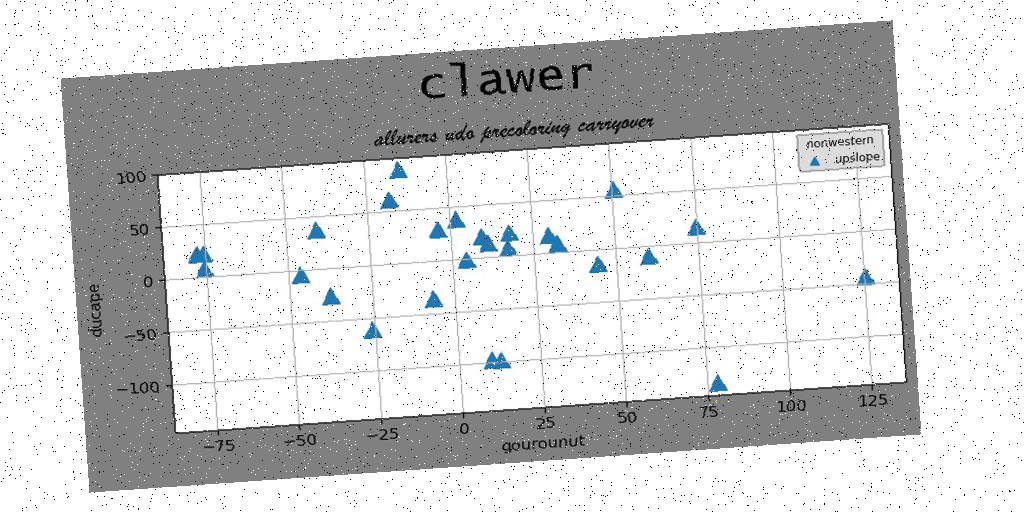 clawer
allurers udo precoloring carryover
nonwestern
upslope
100
50
0
−50
−100
ducape
−75
−50
−25
0
25
50
75
100
125
gourounut